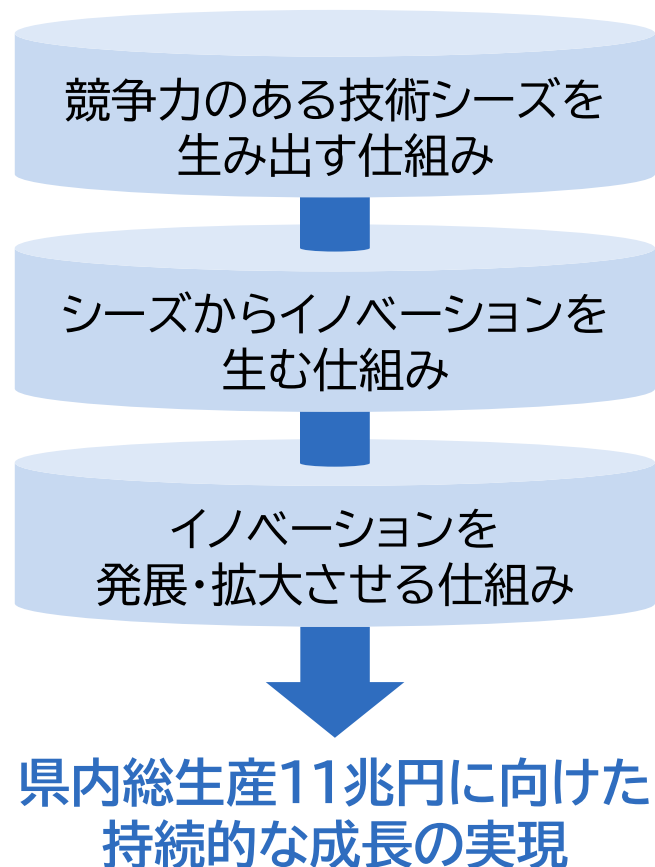 競争力のある技術シーズを
生み出す仕組み
シーズからイノベーションを
生む仕組み
イノベーションを
発展・拡大させる仕組み
県内総生産11兆円に向けた
持続的な成長の実現